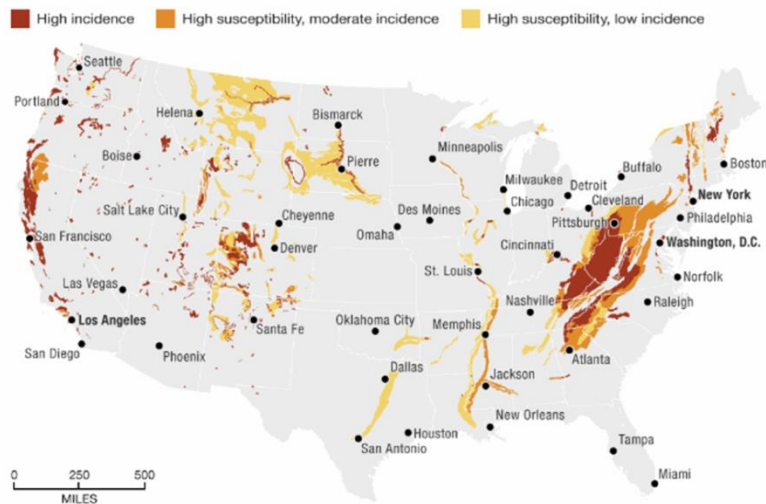 High incidence
High susceptibility, moderate incidence
High susceptibility, low incidence
Seattle
Portland
Helena
Bismarck
Minneapolis
Boise
Pierre
Milwaukee
Buffalo
Boston
Detroit
Salt Lake City
Cheyenne
Des Moines
Chicago
Cleveland
New York
Pittsburgh
Philadelphia
San Francisco
Denver
Omaha
Cincinnati
Washington, D.C.
Las Vegas
St. Louis
Norfolk
Los Angeles
Santa Fe
Oklahoma City
Memphis
Nashville
Raleigh
San Diego
Phoenix
Dallas
Jackson
Atlanta
San Antonio
Houston
New Orleans
Tampa
Miami
0 250 500
MILES